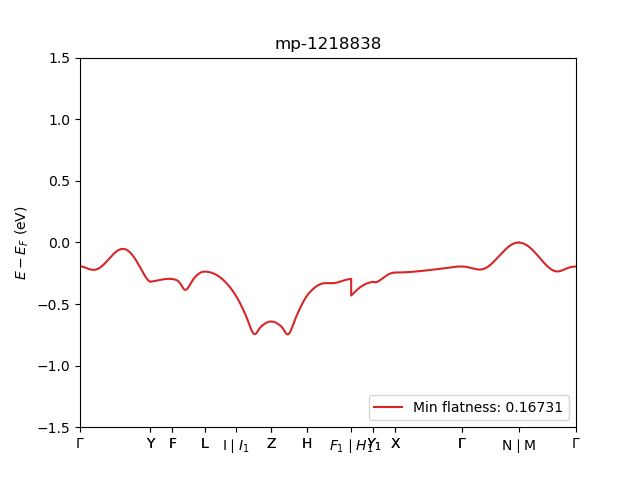 mp-1218838
1.5
1.0
0.5
0.0
−0.5
−1.0
−1.5
E − E_F (eV)
Min flatness: 0.16731
Γ Y F L I | I₁ Z H F₁ | H₁ Y₁ X Γ N | M Γ